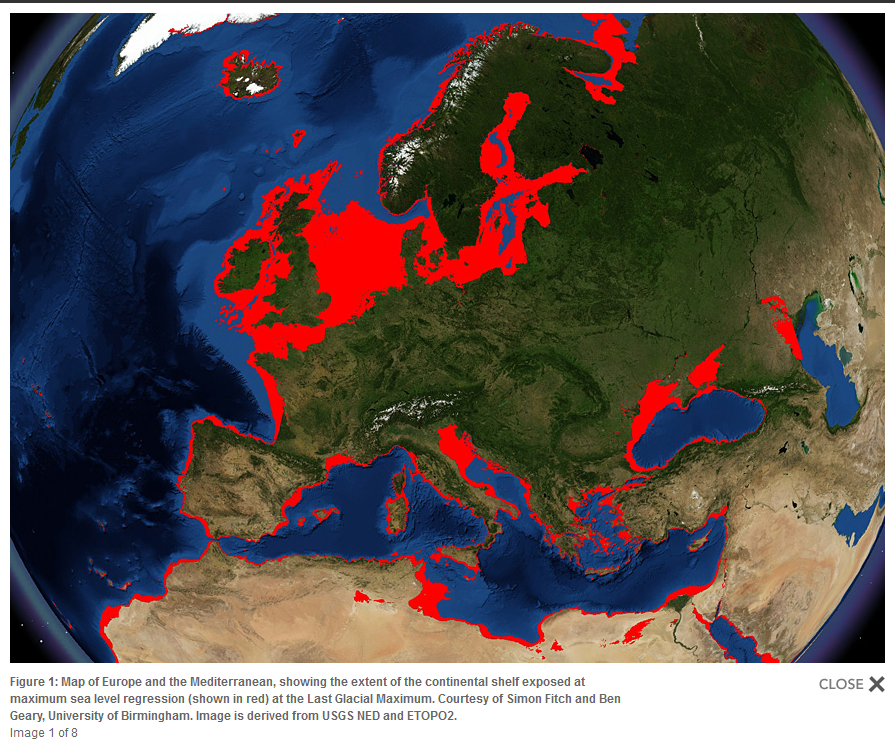 Figure 1: Map of Europe and the Mediterranean, showing the extent of the continental shelf exposed at
maximum sea level regression (shown in red) at the Last Glacial Maximum. Courtesy of Simon Fitch and Ben
Geary, University of Birmingham. Image is derived from USGS NED and ETOPO2.
Image 1 of 8
CLOSE